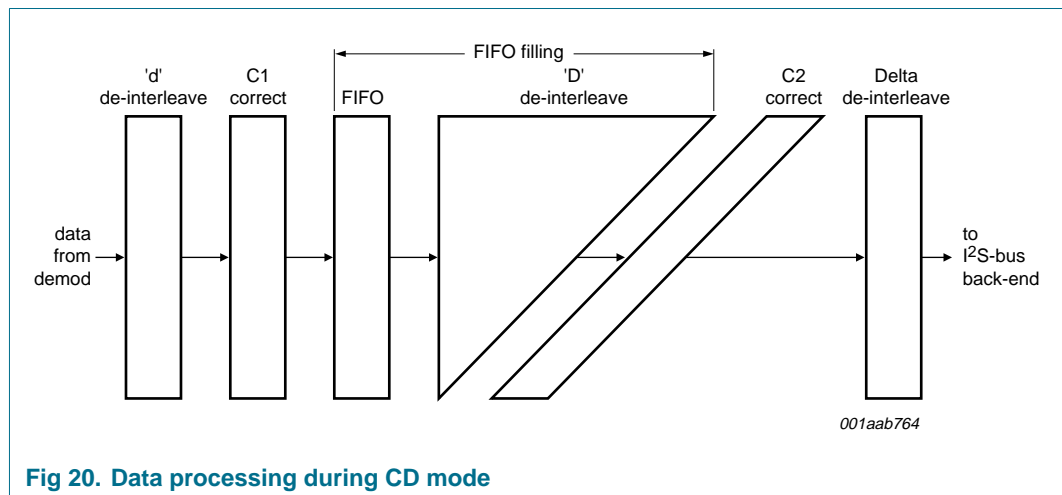 FIFO filling
'd'
de-interleave
C1
correct
FIFO
'D'
de-interleave
C2
correct
Delta
de-interleave
data
from
demod
to
I²S-bus
back-end
001aab764
Fig 20. Data processing during CD mode